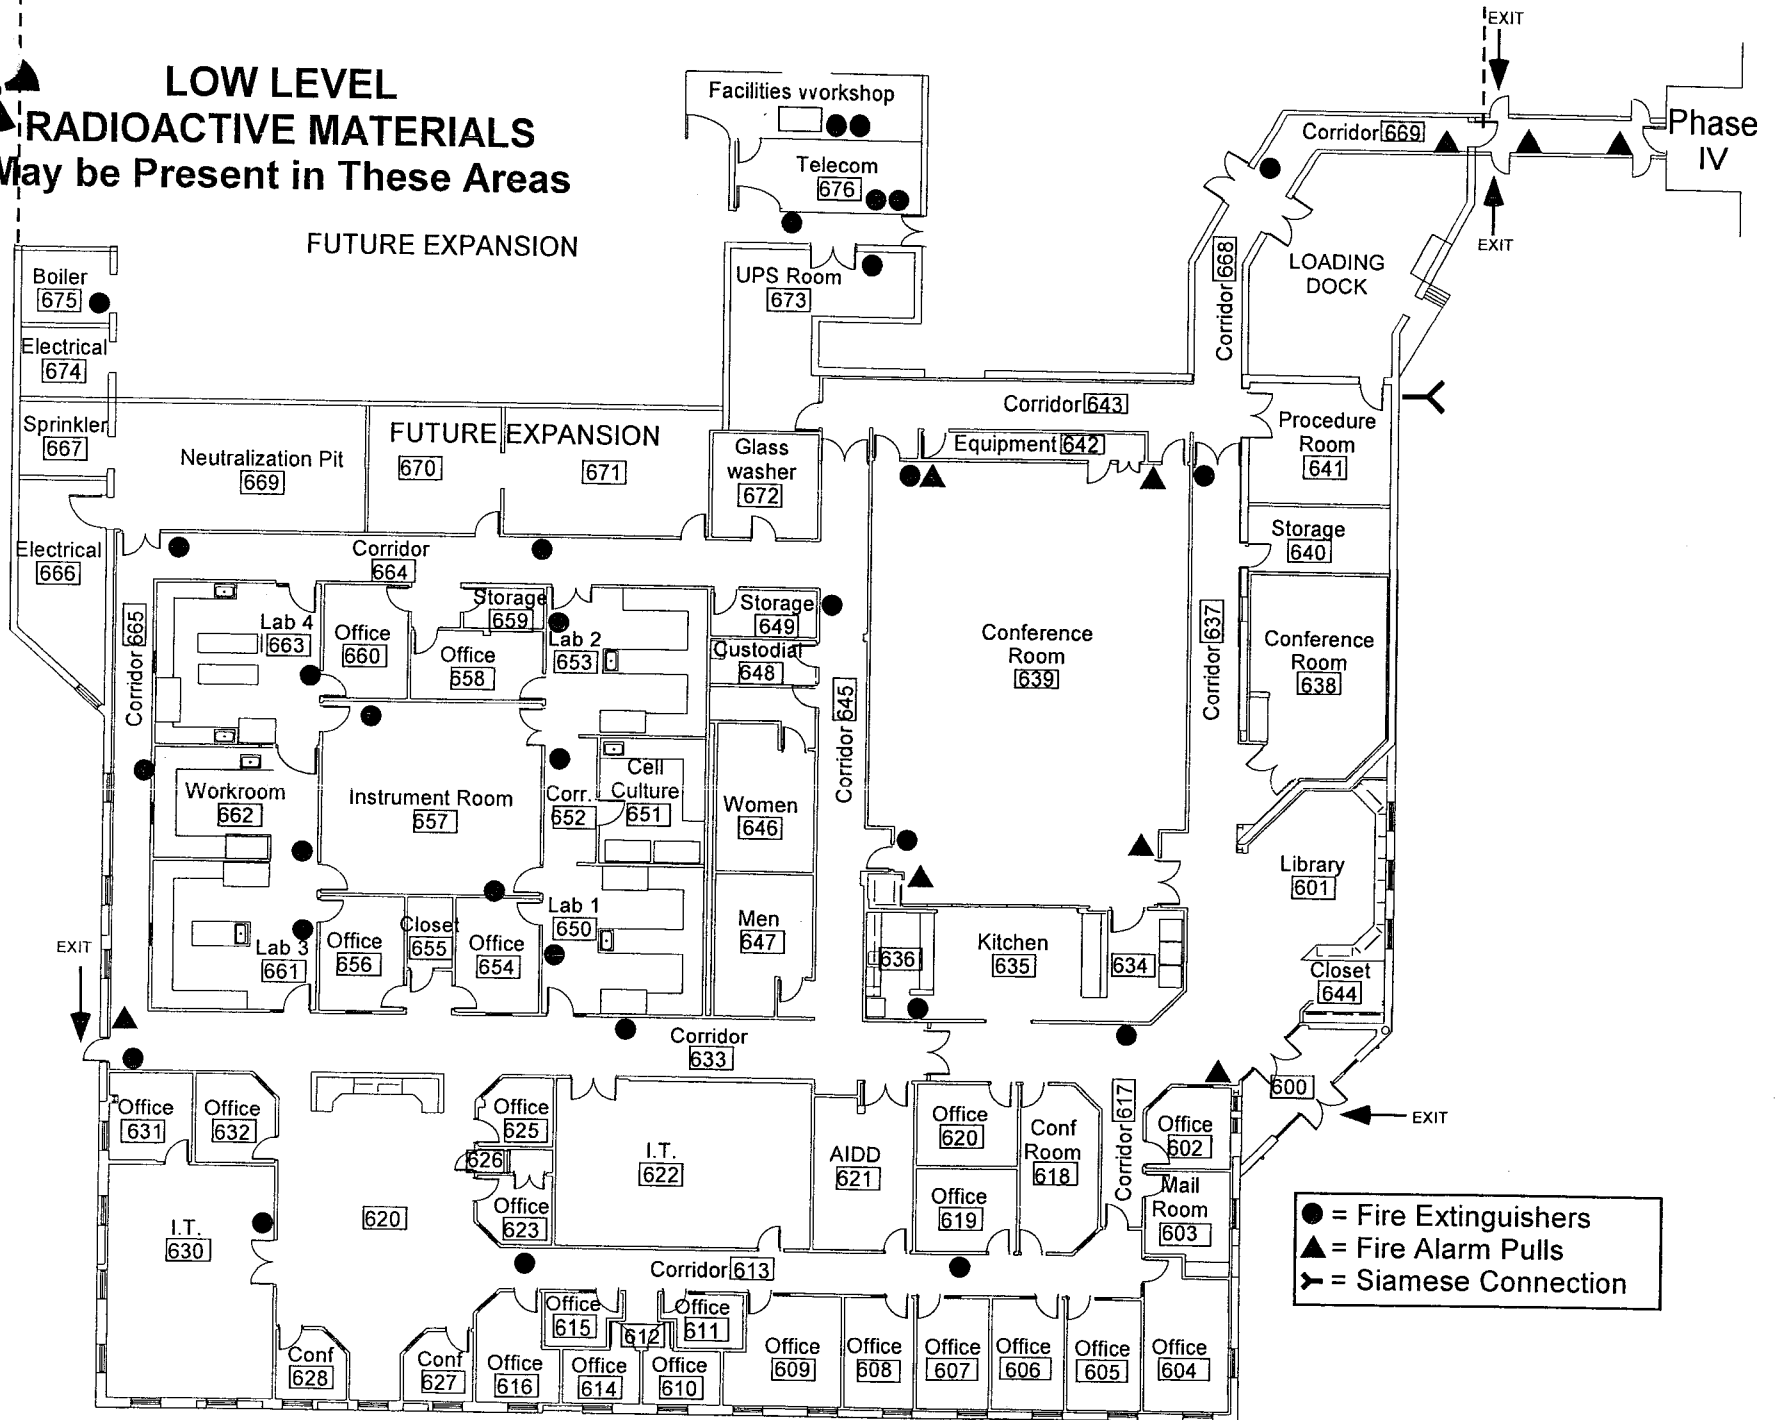 LOW LEVEL
RADIOACTIVE MATERIALS
May be Present in These Areas
FUTURE EXPANSION
Facilities Workshop
Telecom
676
UPS Room
673
EXIT
Corridor 669
Phase
IV
EXIT
LOADING
DOCK
Corridor 668
Boiler
675
Electrical
674
Sprinkler
667
Neutralization Pit
669
FUTURE EXPANSION
670
671
Glass
washer
672
Corridor 643
Equipment 642
Procedure
Room
641
Storage
640
Electrical
666
Corridor
664
Corridor 665
Lab 4
663
Office
660
Storage
659
Office
658
Lab 2
653
Storage
649
Custodial
648
Corridor 645
Conference
Room
639
Corridor 637
Conference
Room
638
Workroom
662
Instrument Room
657
Corr.
652
Cell
Culture
651
Women
646
Library
601
Lab 3
661
Office
656
Closet
655
Office
654
Lab 1
650
Men
647
636
Kitchen
635
634
Closet
644
EXIT
Corridor
633
600
EXIT
Office
631
Office
632
Office
625
626
Office
623
I.T.
622
AIDD
621
Office
620
Office
619
Conf
Room
618
Corridor 617
Office
602
Mail
Room
603
I.T.
630
620
Corridor 613
Conf
628
Conf
627
Office
616
Office
615
Office
614
612
Office
611
Office
610
Office
609
Office
608
Office
607
Office
606
Office
605
Office
604
= Fire Extinguishers
= Fire Alarm Pulls
= Siamese Connection